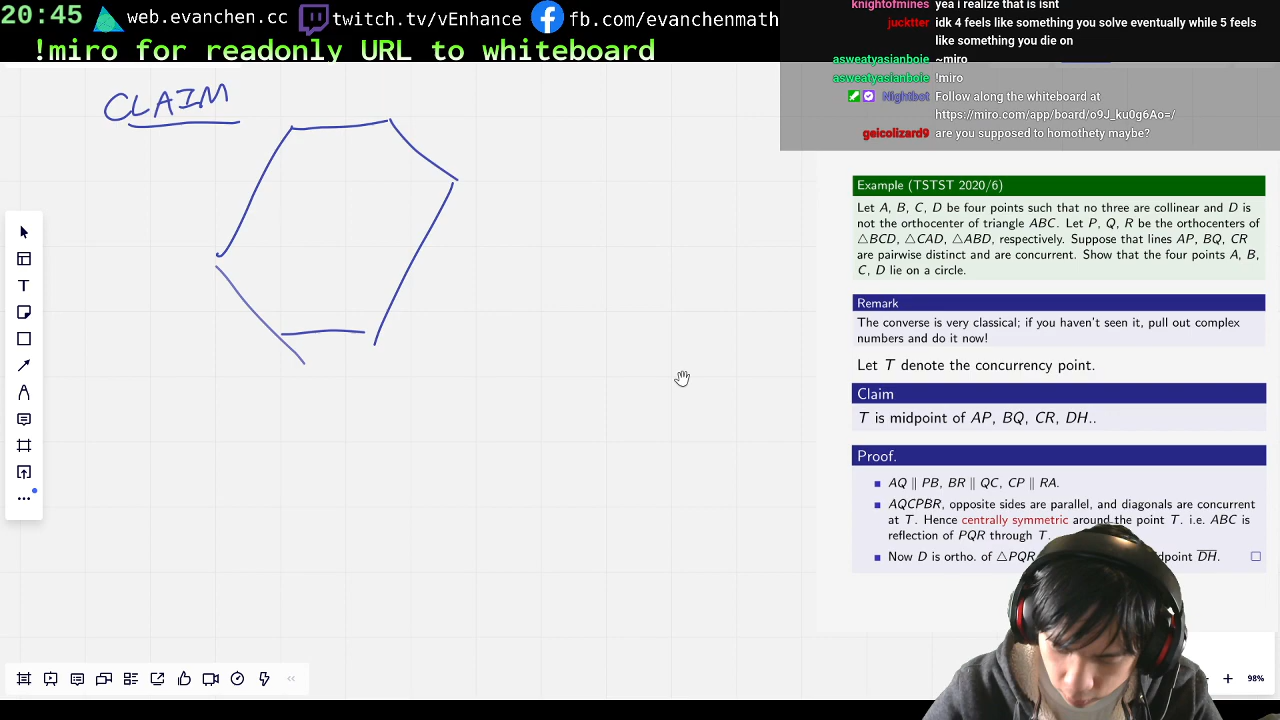 20:45 web.evanchen.cc twitch.tv/vEnhance fb.com/evanchenmath
!miro for readonly URL to whiteboard
knightofmines yea i realize that is isnt
jucktter idk 4 feels like something you solve eventually while 5 feels
like something you die on
asweatyasianboie ~miro
asweatyasianboie !miro
Nightbot Follow along the whiteboard at
https://miro.com/app/board/o9J_ku0g6Ao=/
geicolizard9 are you supposed to homothety maybe?
CLAIM
T
Example (TSTST 2020/6)
Let A, B, C, D be four points such that no three are collinear and D is
not the orthocenter of triangle ABC. Let P, Q, R be the orthocenters of
△BCD, △CAD, △ABD, respectively. Suppose that lines AP, BQ, CR
are pairwise distinct and are concurrent. Show that the four points A, B,
C, D lie on a circle.
Remark
The converse is very classical; if you haven't seen it, pull out complex
numbers and do it now!
Let T denote the concurrency point.
Claim
T is midpoint of AP, BQ, CR, DH..
Proof.
AQ ∥ PB, BR ∥ QC, CP ∥ RA.
AQCPBR, opposite sides are parallel, and diagonals are concurrent
at T. Hence centrally symmetric around the point T. i.e. ABC is
reflection of PQR through T.
Now D is ortho. of △PQR DH.
98%